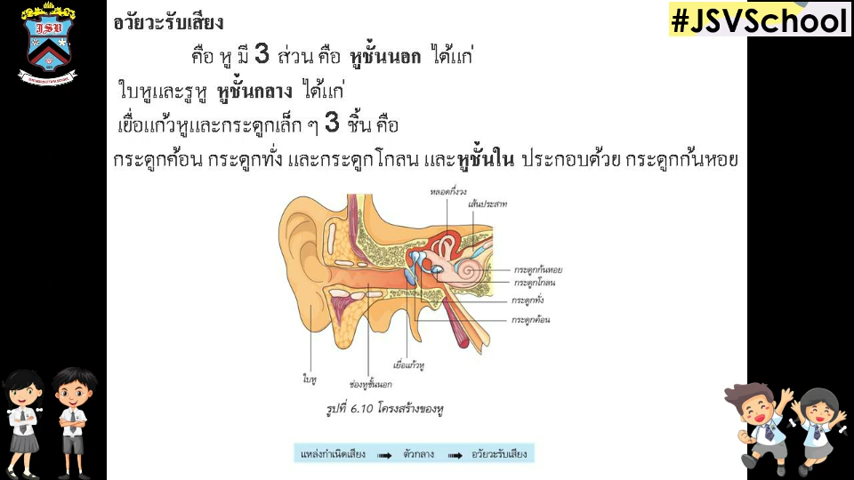 JSB
#JSVSchool
อวัยวะรับเสียง
คือ หู มี 3 ส่วน คือ หูชั้นนอก ได้แก่
ใบหูและรูหู หูชั้นกลาง ได้แก่
เยื่อแก้วหูและกระดูกเล็ก ๆ 3 ชิ้น คือ
กระดูกค้อน กระดูกทั่ง และกระดูกโกลน และหูชั้นใน ประกอบด้วย กระดูกก้นหอย
หลอดกึ่งวง
เส้นประสาท
กระดูกก้นหอย
กระดูกโกลน
กระดูกทั่ง
กระดูกค้อน
เยื่อแก้วหู
ใบหู
ช่องหูชั้นนอก
รูปที่ 6.10 โครงสร้างของหู
แหล่งกำเนิดเสียง ตัวกลาง อวัยวะรับเสียง